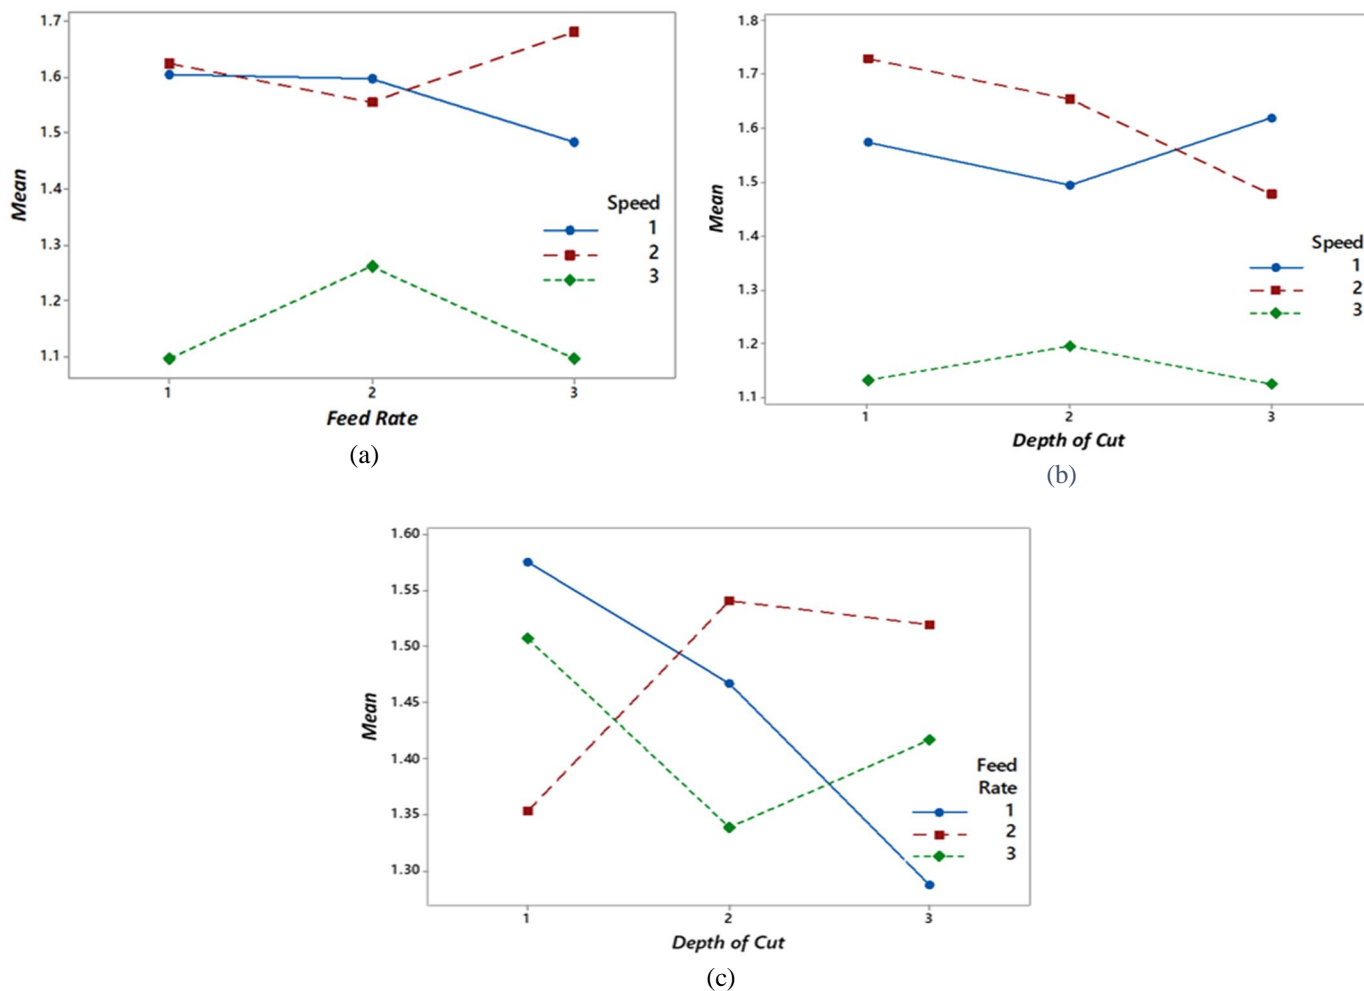 1.7
1.6
1.5
1.4
1.3
1.2
1.1
Mean
Speed
1
2
3
1 2 3
Feed Rate
(a)
1.8
1.7
1.6
1.5
1.4
1.3
1.2
1.1
Mean
Speed
1
2
3
1 2 3
Depth of Cut
(b)
1.60
1.55
1.50
1.45
1.40
1.35
1.30
Mean
Feed
Rate
1
2
3
1 2 3
Depth of Cut
(c)